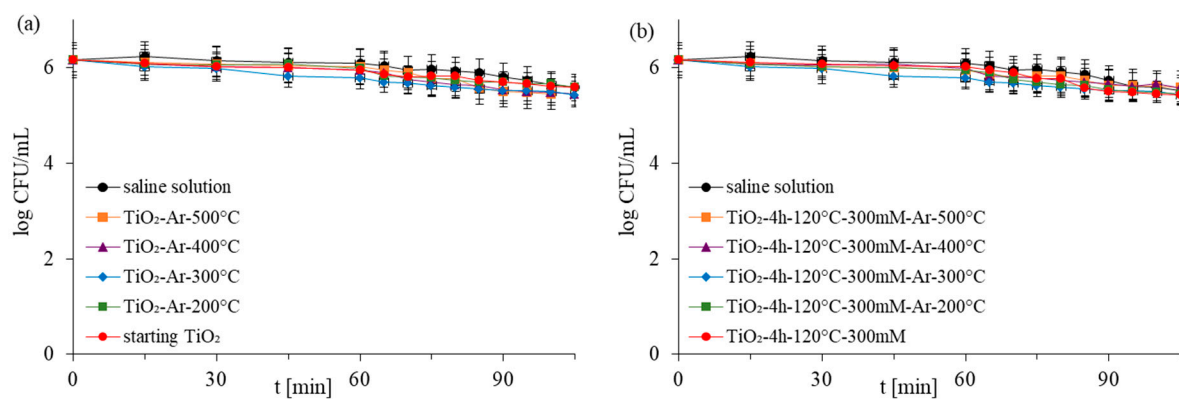 (a)
log CFU/mL
6
4
2
0
saline solution
TiO₂-Ar-500°C
TiO₂-Ar-400°C
TiO₂-Ar-300°C
TiO₂-Ar-200°C
starting TiO₂
0
30
60
90
t [min]
(b)
log CFU/mL
6
4
2
0
saline solution
TiO₂-4h-120°C-300mM-Ar-500°C
TiO₂-4h-120°C-300mM-Ar-400°C
TiO₂-4h-120°C-300mM-Ar-300°C
TiO₂-4h-120°C-300mM-Ar-200°C
TiO₂-4h-120°C-300mM
0
30
60
90
t [min]